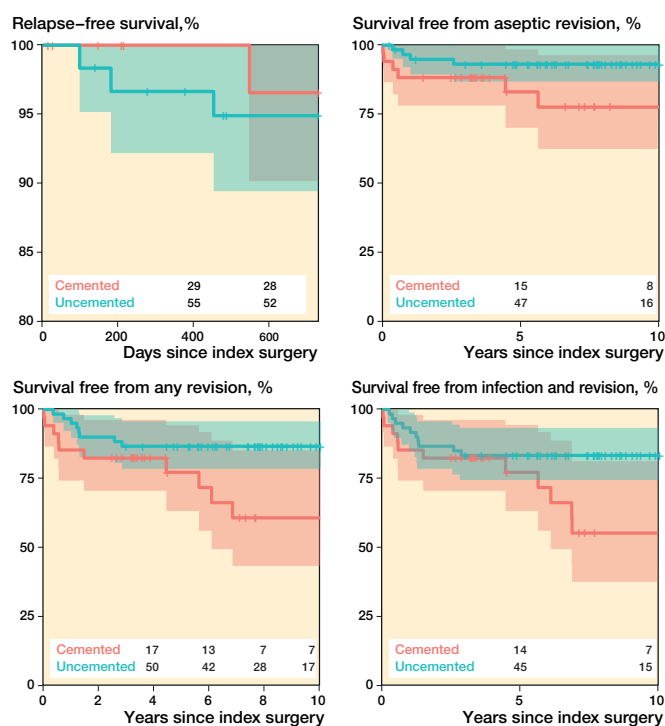 Relapse–free survival,%
100
95
90
85
80
Cemented 29 28
Uncemented 55 52
0 200 400 600
Days since index surgery
Survival free from aseptic revision, %
100
75
50
25
0
Cemented 15 8
Uncemented 47 16
0 5 10
Years since index surgery
Survival free from any revision, %
100
75
50
25
0
Cemented 17 13 7 7
Uncemented 50 42 28 17
0 2 4 6 8 10
Years since index surgery
Survival free from infection and revision, %
100
75
50
25
0
Cemented 14 7
Uncemented 45 15
0 5 10
Years since index surgery